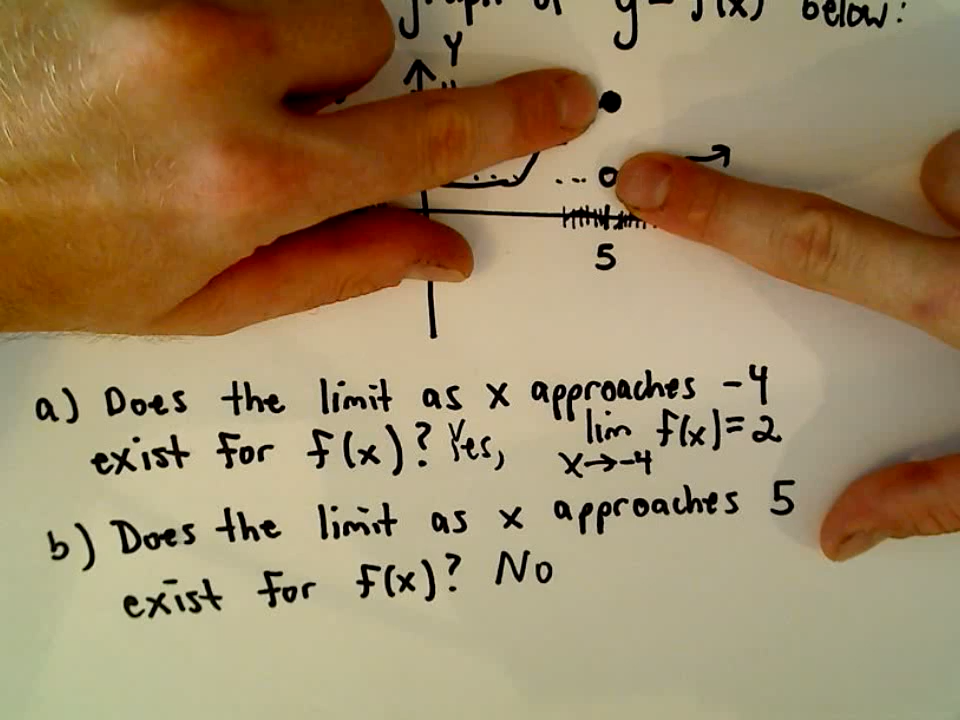 graph of y = f(x) below:
y
5
a) Does the limit as x approaches -4
exist for f(x)? Yes, lim f(x) = 2
x→-4
b) Does the limit as x approaches 5
exist for f(x)? No